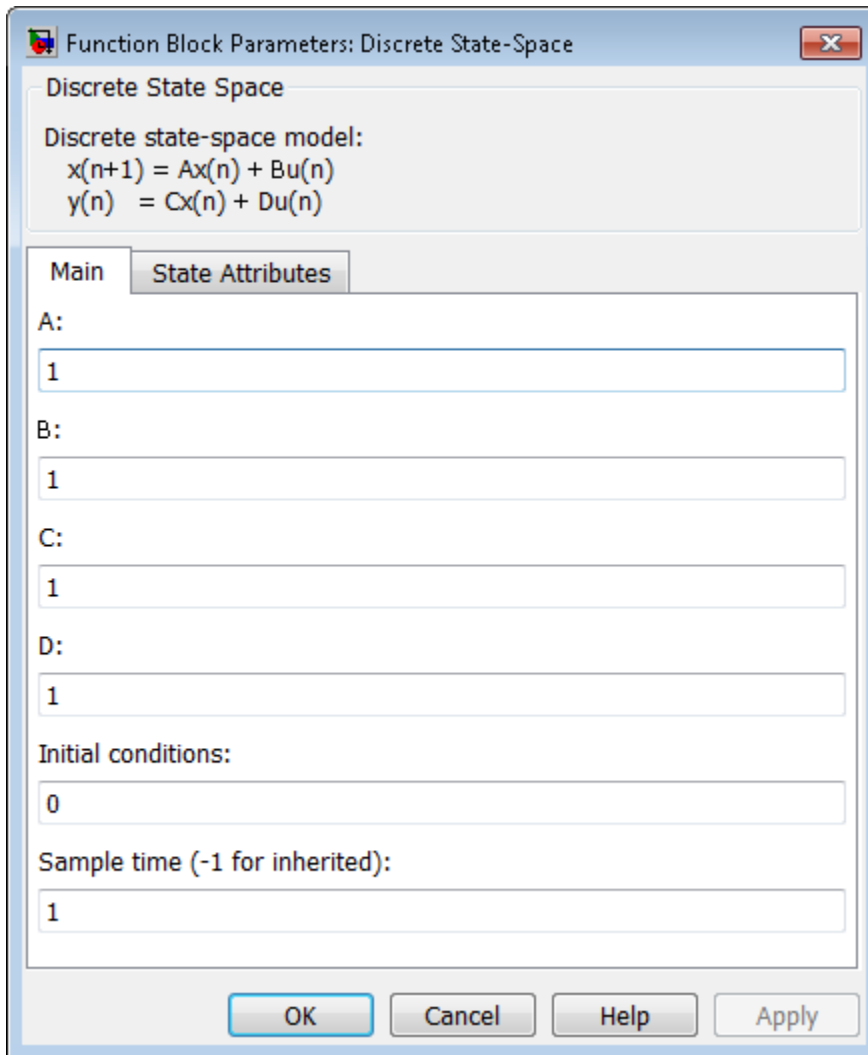 Function Block Parameters: Discrete State-Space
Discrete State Space
Discrete state-space model:
x(n+1) = Ax(n) + Bu(n)
y(n)   = Cx(n) + Du(n)
Main
State Attributes
A:
1
B:
1
C:
1
D:
1
Initial conditions:
0
Sample time (-1 for inherited):
1
OK
Cancel
Help
Apply